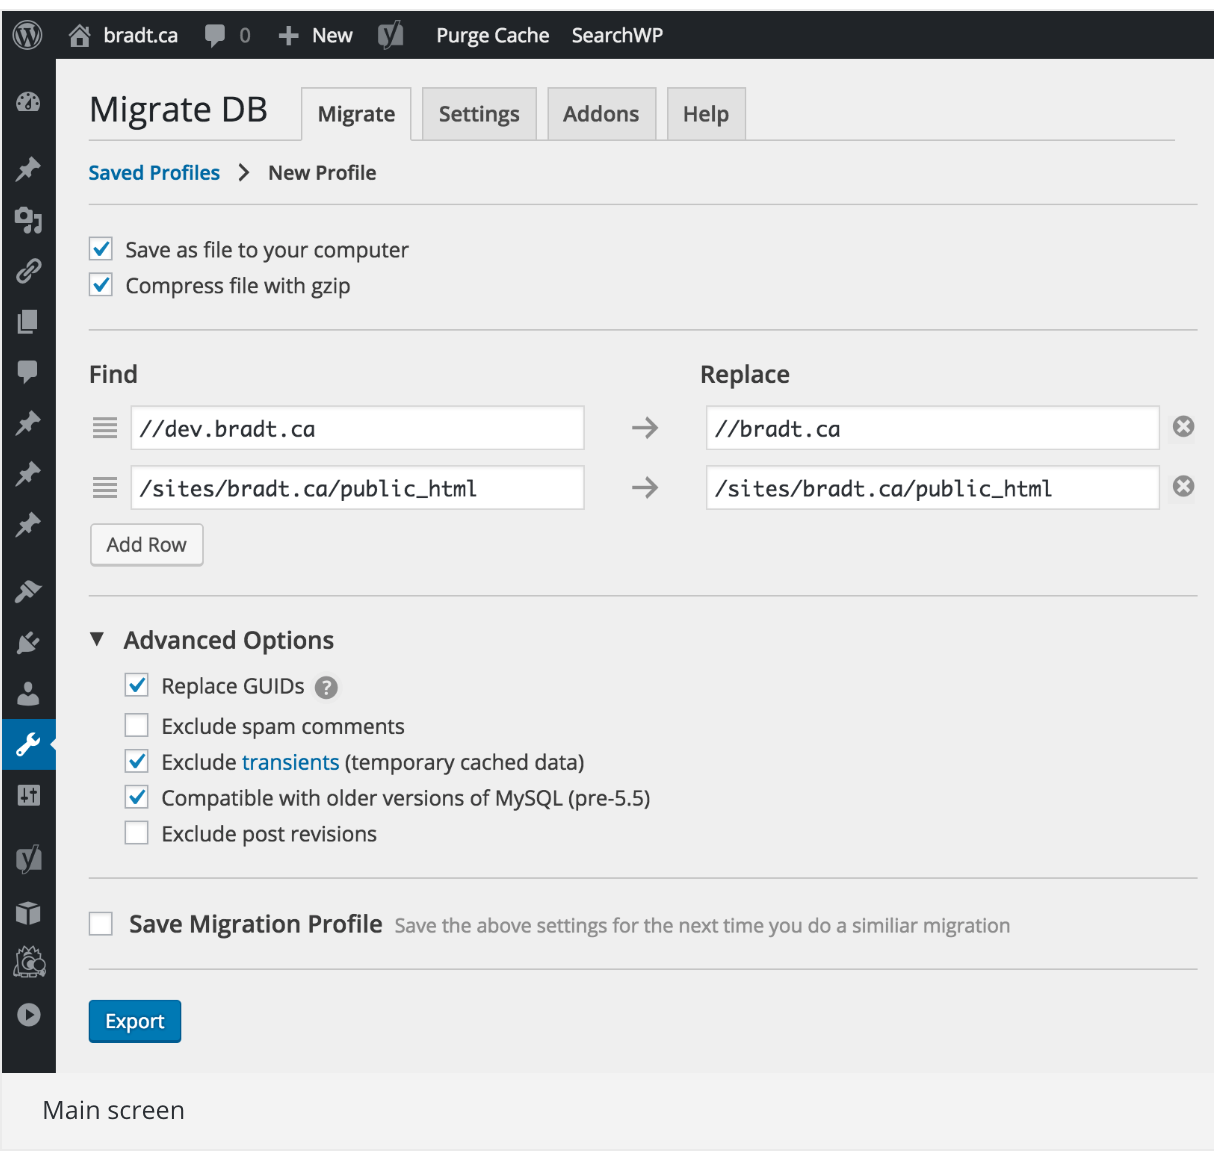 bradt.ca 0 New Purge Cache SearchWP
Migrate DB Migrate Settings Addons Help
Saved Profiles New Profile
Save as file to your computer
Compress file with gzip
Find Replace
//dev.bradt.ca → //bradt.ca
/sites/bradt.ca/public_html → /sites/bradt.ca/public_html
Add Row
Advanced Options
Replace GUIDs ?
Exclude spam comments
Exclude transients (temporary cached data)
Compatible with older versions of MySQL (pre-5.5)
Exclude post revisions
Save Migration Profile Save the above settings for the next time you do a similiar migration
Export
Main screen